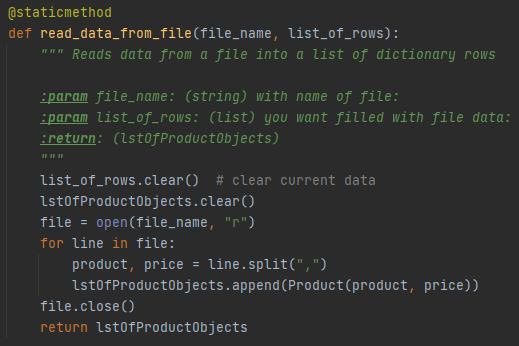 @staticmethod
def read_data_from_file(file_name, list_of_rows):
    """ Reads data from a file into a list of dictionary rows

    :param file_name: (string) with name of file:
    :param list_of_rows: (list) you want filled with file data:
    :return: (lstOfProductObjects)
    """
    list_of_rows.clear()  # clear current data
    lstOfProductObjects.clear()
    file = open(file_name, "r")
    for line in file:
        product, price = line.split(",")
        lstOfProductObjects.append(Product(product, price))
    file.close()
    return lstOfProductObjects